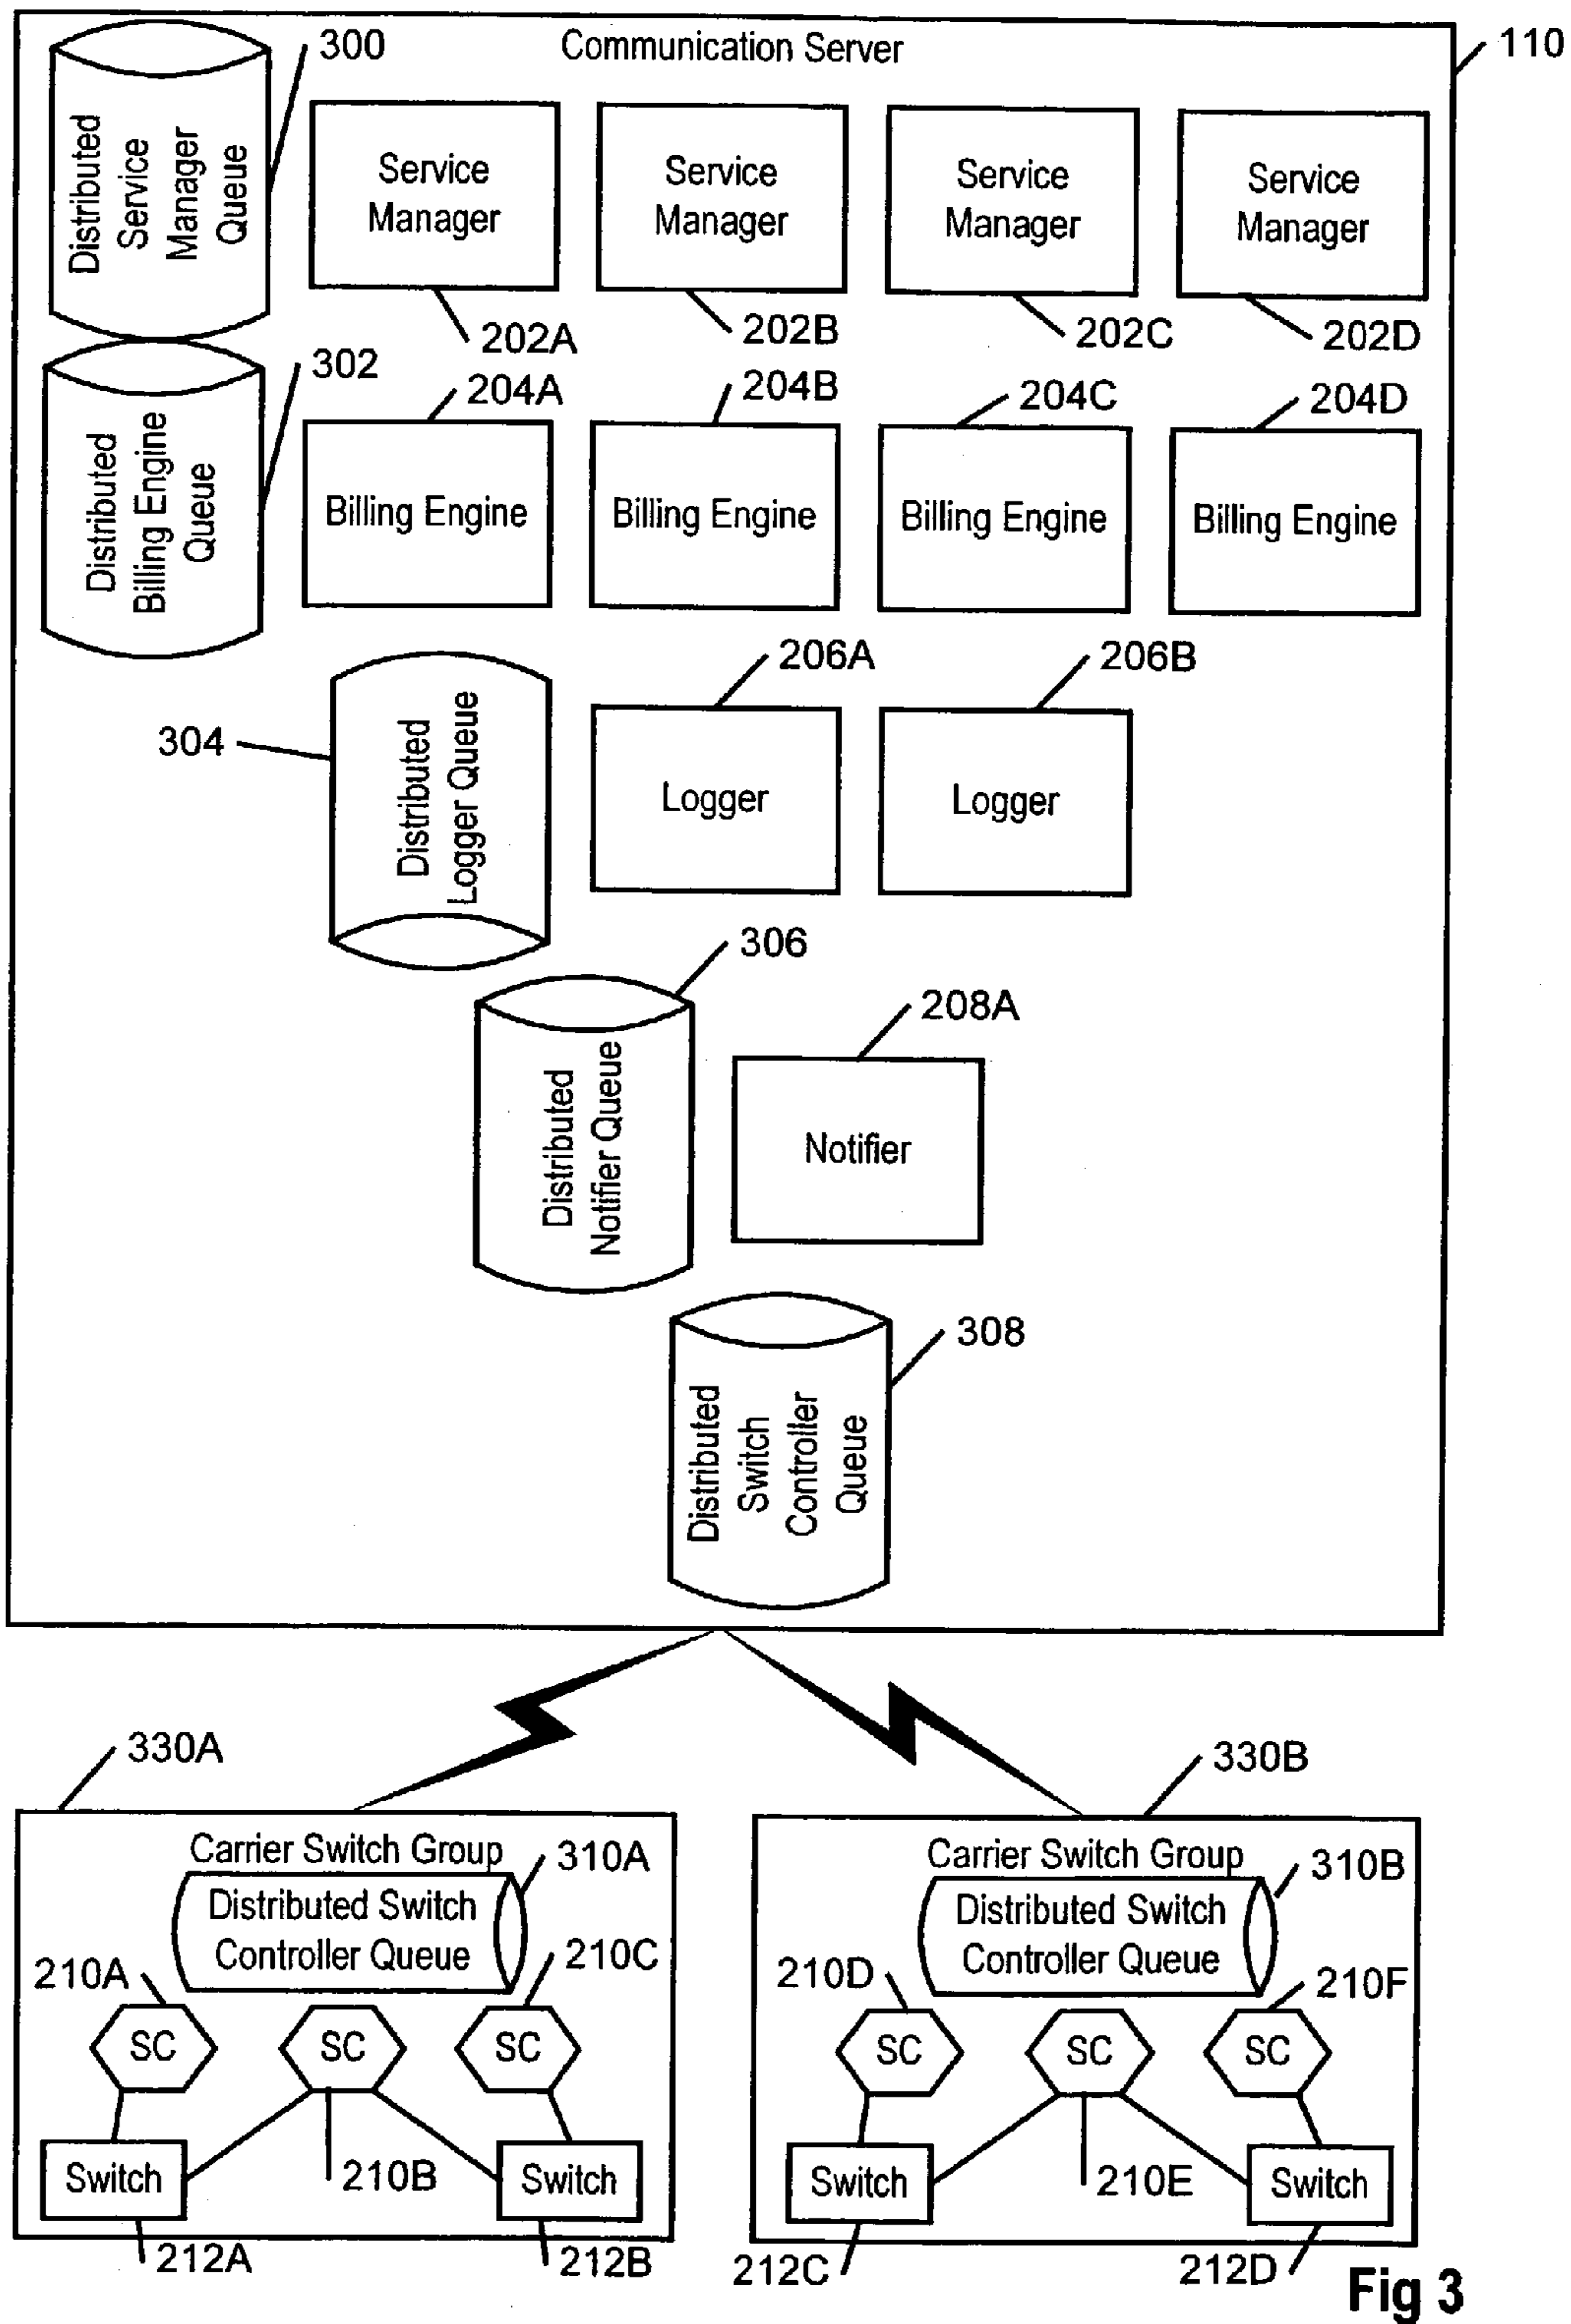 Communication Server
110
300
Distributed
Service
Manager
Queue
Service
Manager
Service
Manager
Service
Manager
Service
Manager
202A
202B
202C
202D
302
Distributed
Billing Engine
Queue
204A
204B
204C
204D
Billing Engine
Billing Engine
Billing Engine
Billing Engine
304
Distributed
Logger Queue
206A
206B
Logger
Logger
306
Distributed
Notifier Queue
208A
Notifier
308
Distributed
Switch
Controller
Queue
330A
Carrier Switch Group
310A
Distributed Switch
Controller Queue
210A
210C
SC
SC
SC
Switch
210B
Switch
212A
212B
330B
Carrier Switch Group
310B
Distributed Switch
Controller Queue
210D
210F
SC
SC
SC
Switch
210E
Switch
212C
212D
Fig 3